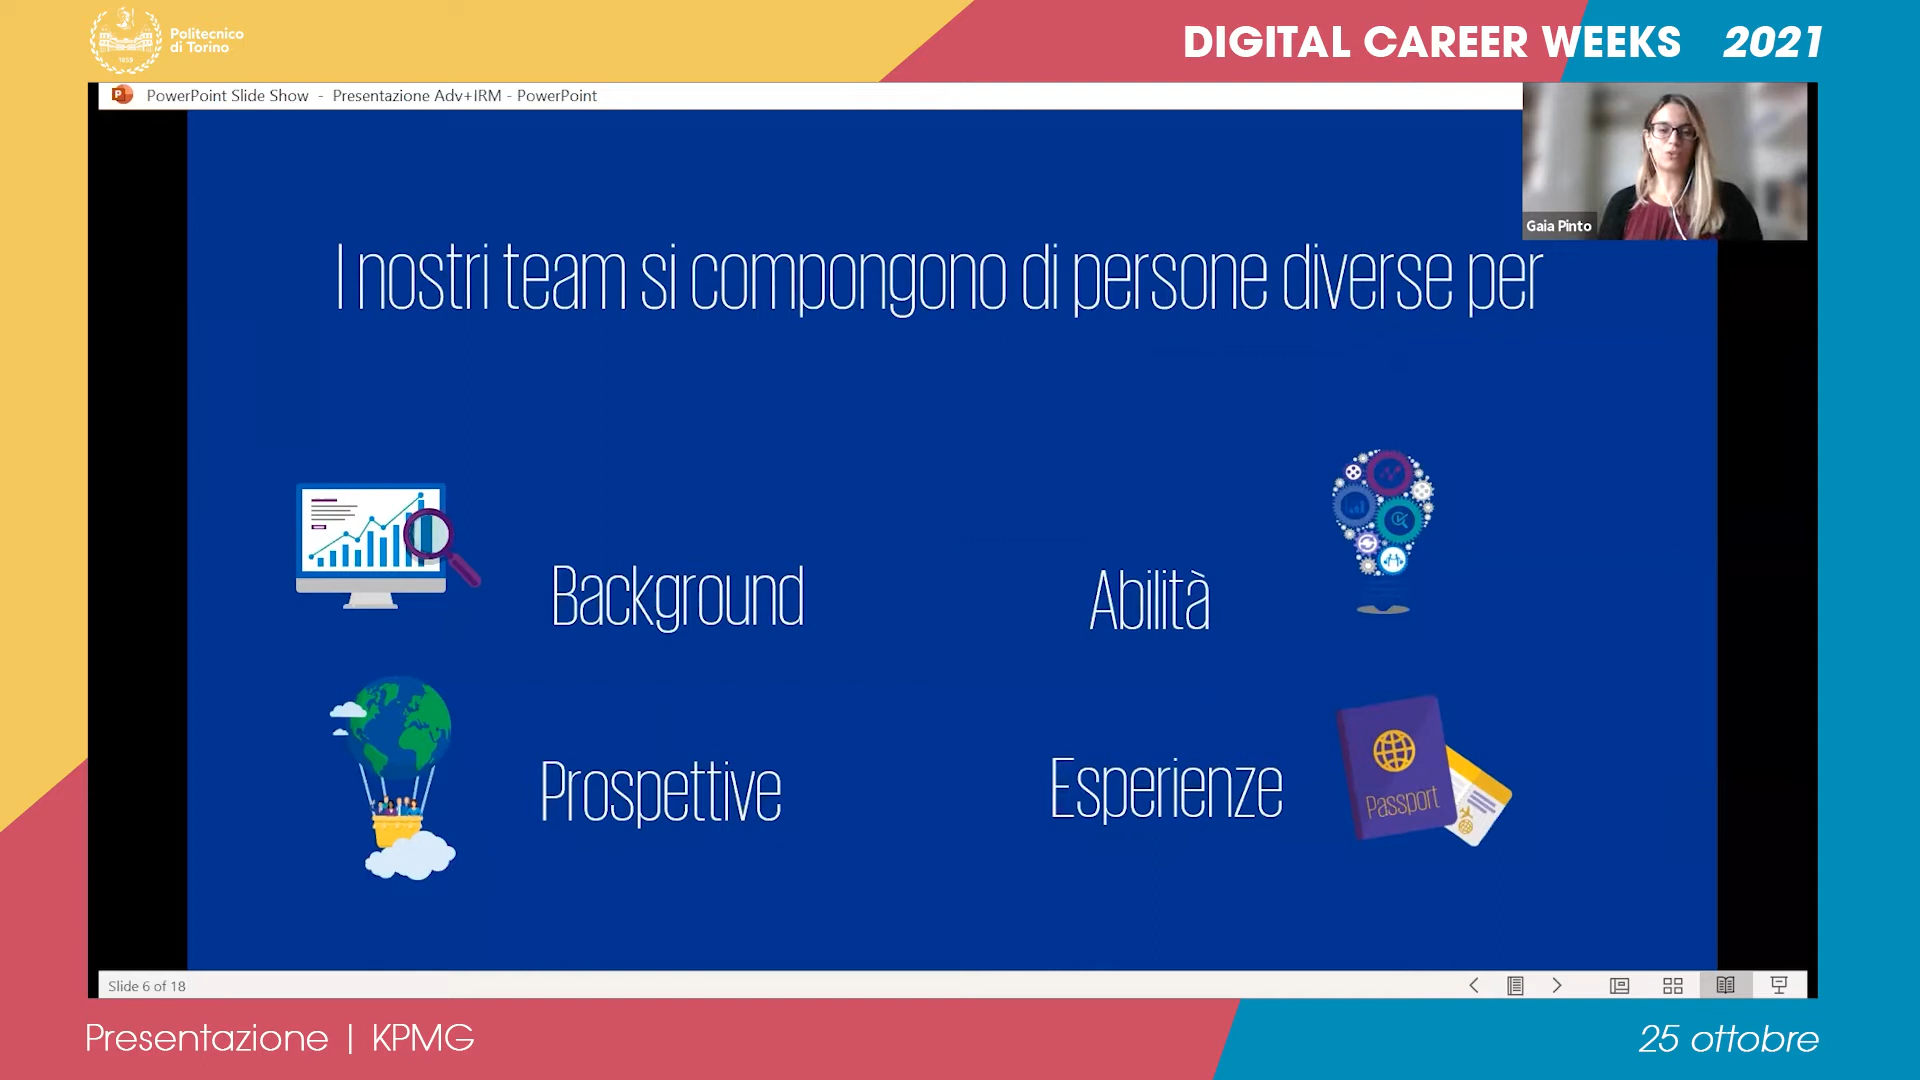 Politecnico
di Torino
1859
DIGITAL CAREER WEEKS 2021
PowerPoint Slide Show - Presentazione Adv+IRM - PowerPoint
Gaia Pinto
I nostri team si compongono di persone diverse per
Background
Abilità
Prospettive
Esperienze
Passport
Slide 6 of 18
Presentazione | KPMG
25 ottobre